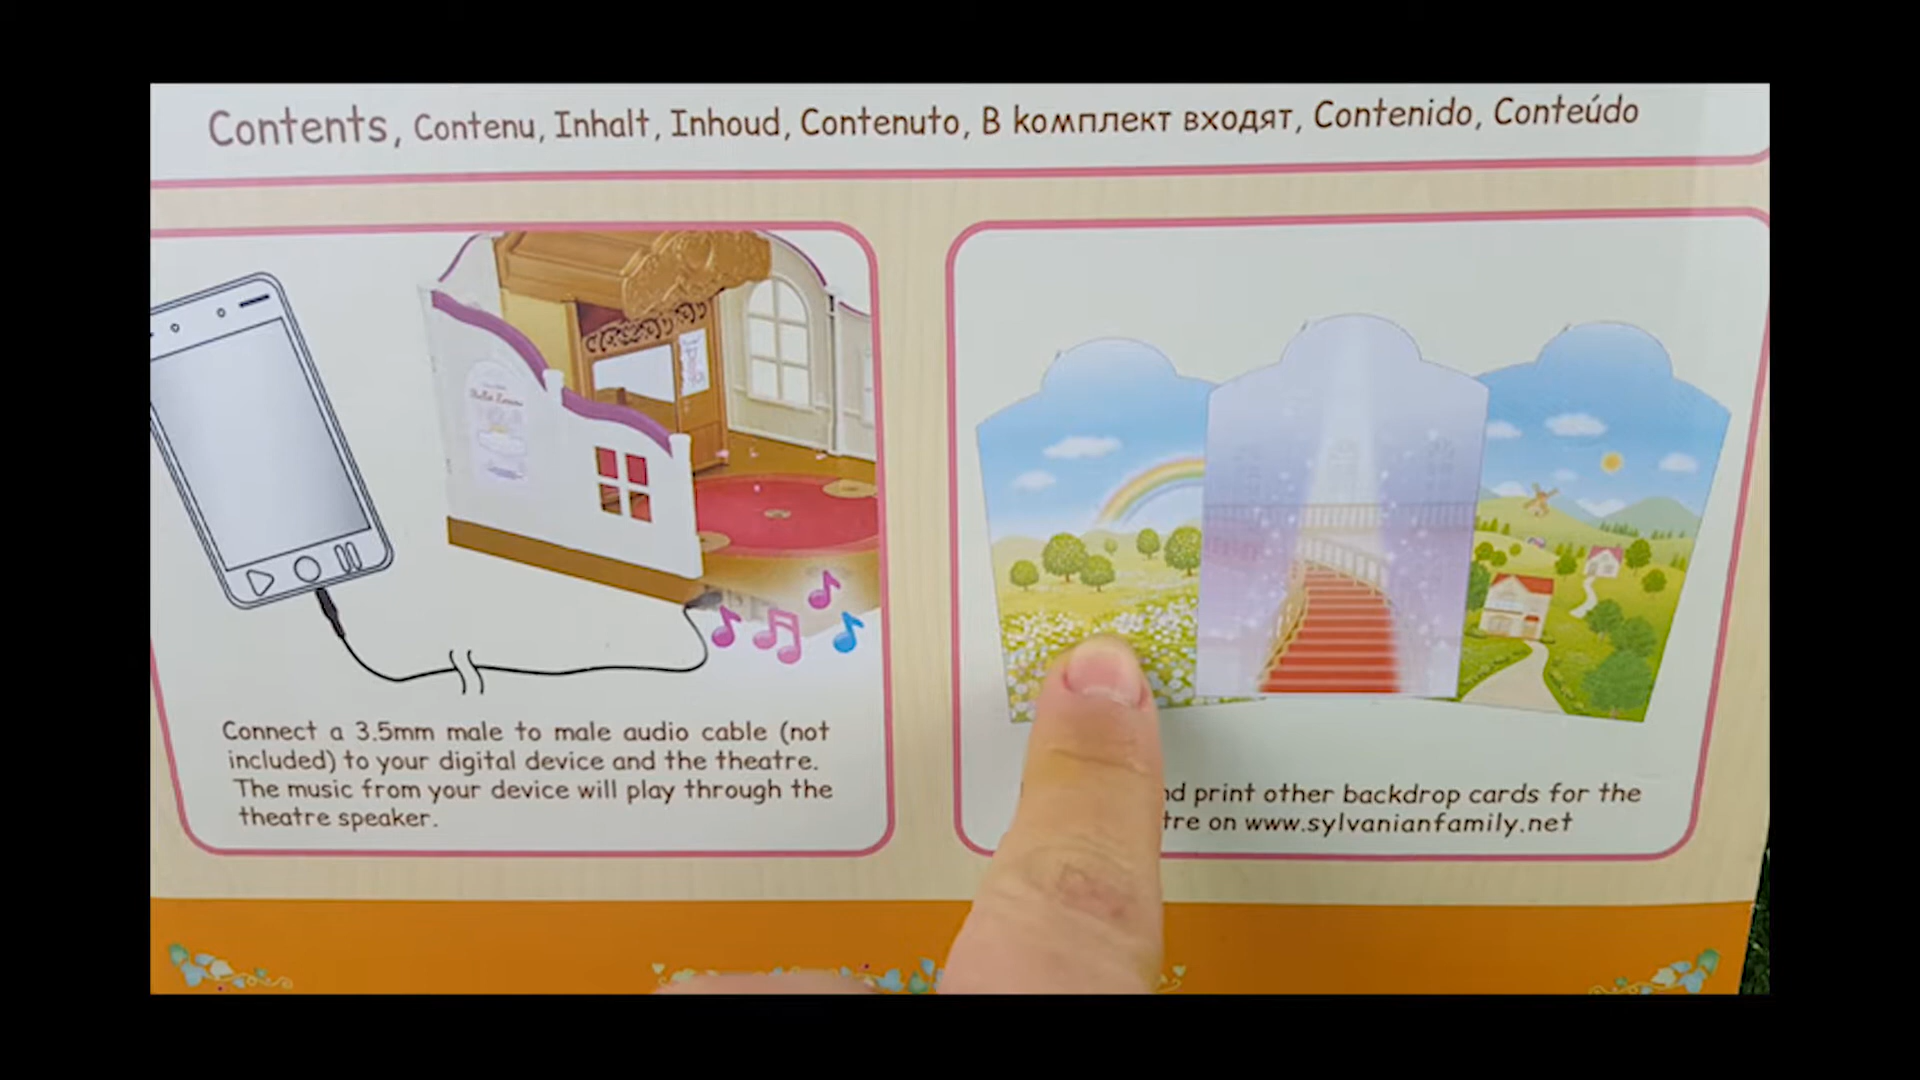 Contents, Contenu, Inhalt, Inhoud, Contenuto, В комплект входят, Contenido, Conteúdo
Connect a 3.5mm male to male audio cable (not
included) to your digital device and the theatre.
The music from your device will play through the
theatre speaker.
print other backdrop cards for the
on www.sylvanianfamily.net